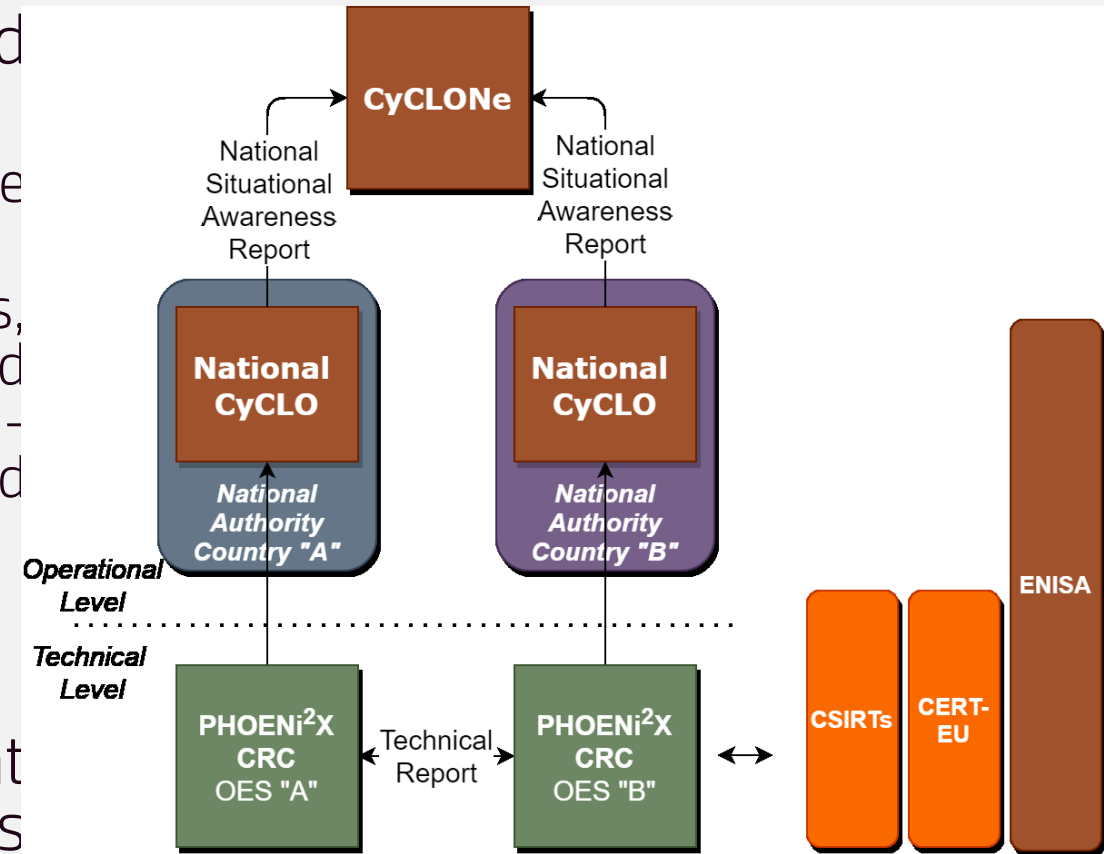 CyCLONe
National
Situational
Awareness
Report
National
Situational
Awareness
Report
National
CyCLO
National
Authority
Country "A"
National
CyCLO
National
Authority
Country "B"
Operational
Level
Technical
Level
PHOENi²X
CRC
OES "A"
Technical
Report
PHOENi²X
CRC
OES "B"
CSIRTs
CERT-
EU
ENISA